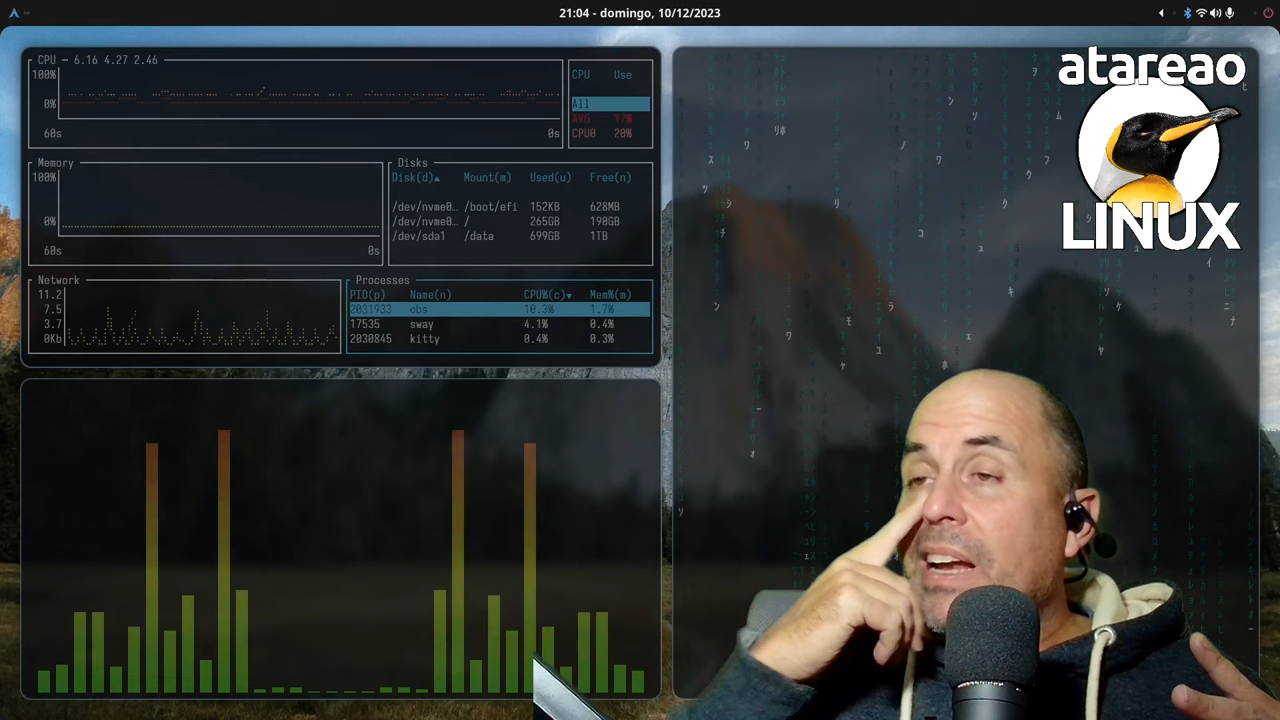 21:04 - domingo, 10/12/2023
CPU — 6.16 4.27 2.46
100%
0%
60s 0s
CPU Use
All
AVG 17%
CPU0 20%
Memory
100%
0%
60s 0s
Disks
Disk(d)▲ Mount(m) Used(u) Free(n)
/dev/nvme0… /boot/efi 152KB 628MB
/dev/nvme0… / 265GB 190GB
/dev/sda1 /data 699GB 1TB
Network
11.2
7.5
3.7
0Kb
Processes
PID(p) Name(n) CPU%(c)▼ Mem%(m)
2031933 obs 10.3% 1.7%
17535 sway 4.1% 0.4%
2030845 kitty 0.4% 0.3%
atareao
LINUX